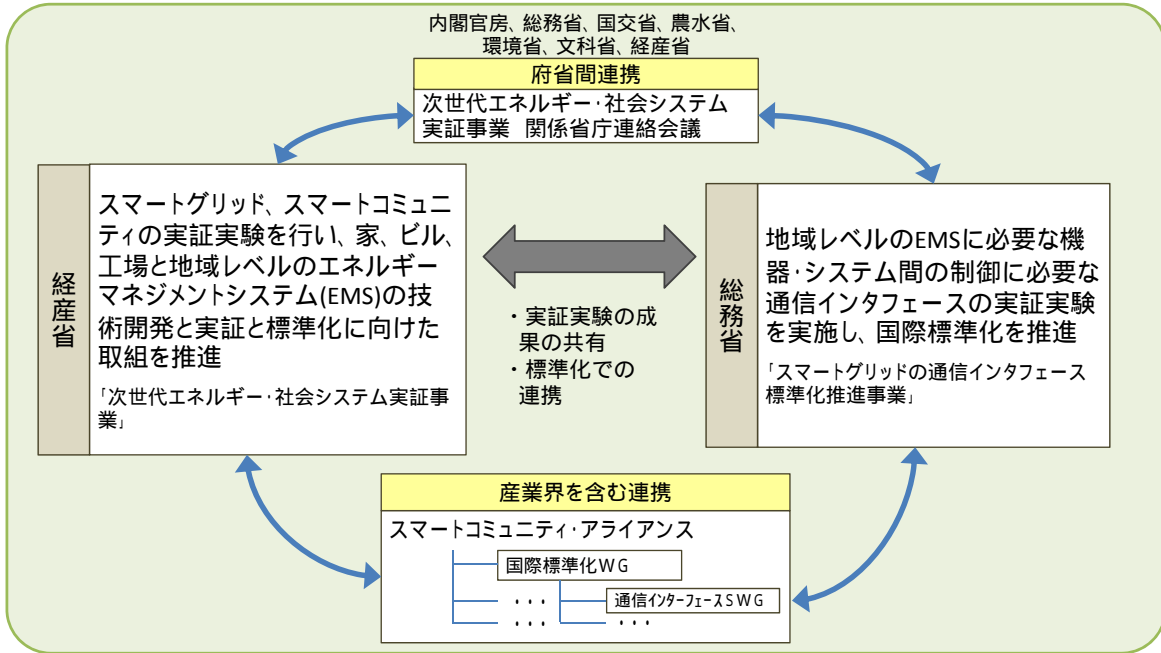 内閣官房、総務省、国交省、農水省、
環境省、文科省、経産省
府省間連携
次世代エネルギー・社会システム
実証事業 関係省庁連絡会議
経産省
スマートグリッド、スマートコミュニ
ティの実証実験を行い、家、ビル、
工場と地域レベルのエネルギー
マネジメントシステム(EMS)の技
術開発と実証と標準化に向けた
取組を推進
「次世代エネルギー・社会システム実証事
業」
・実証実験の成
果の共有
・標準化での
連携
総務省
地域レベルのEMSに必要な機
器・システム間の制御に必要な
通信インタフェースの実証実験
を実施し、国際標準化を推進
「スマートグリッドの通信インタフェース
標準化推進事業」
産業界を含む連携
スマートコミュニティ・アライアンス
国際標準化WG
・・・
通信インターフェースSWG
・・・
・・・